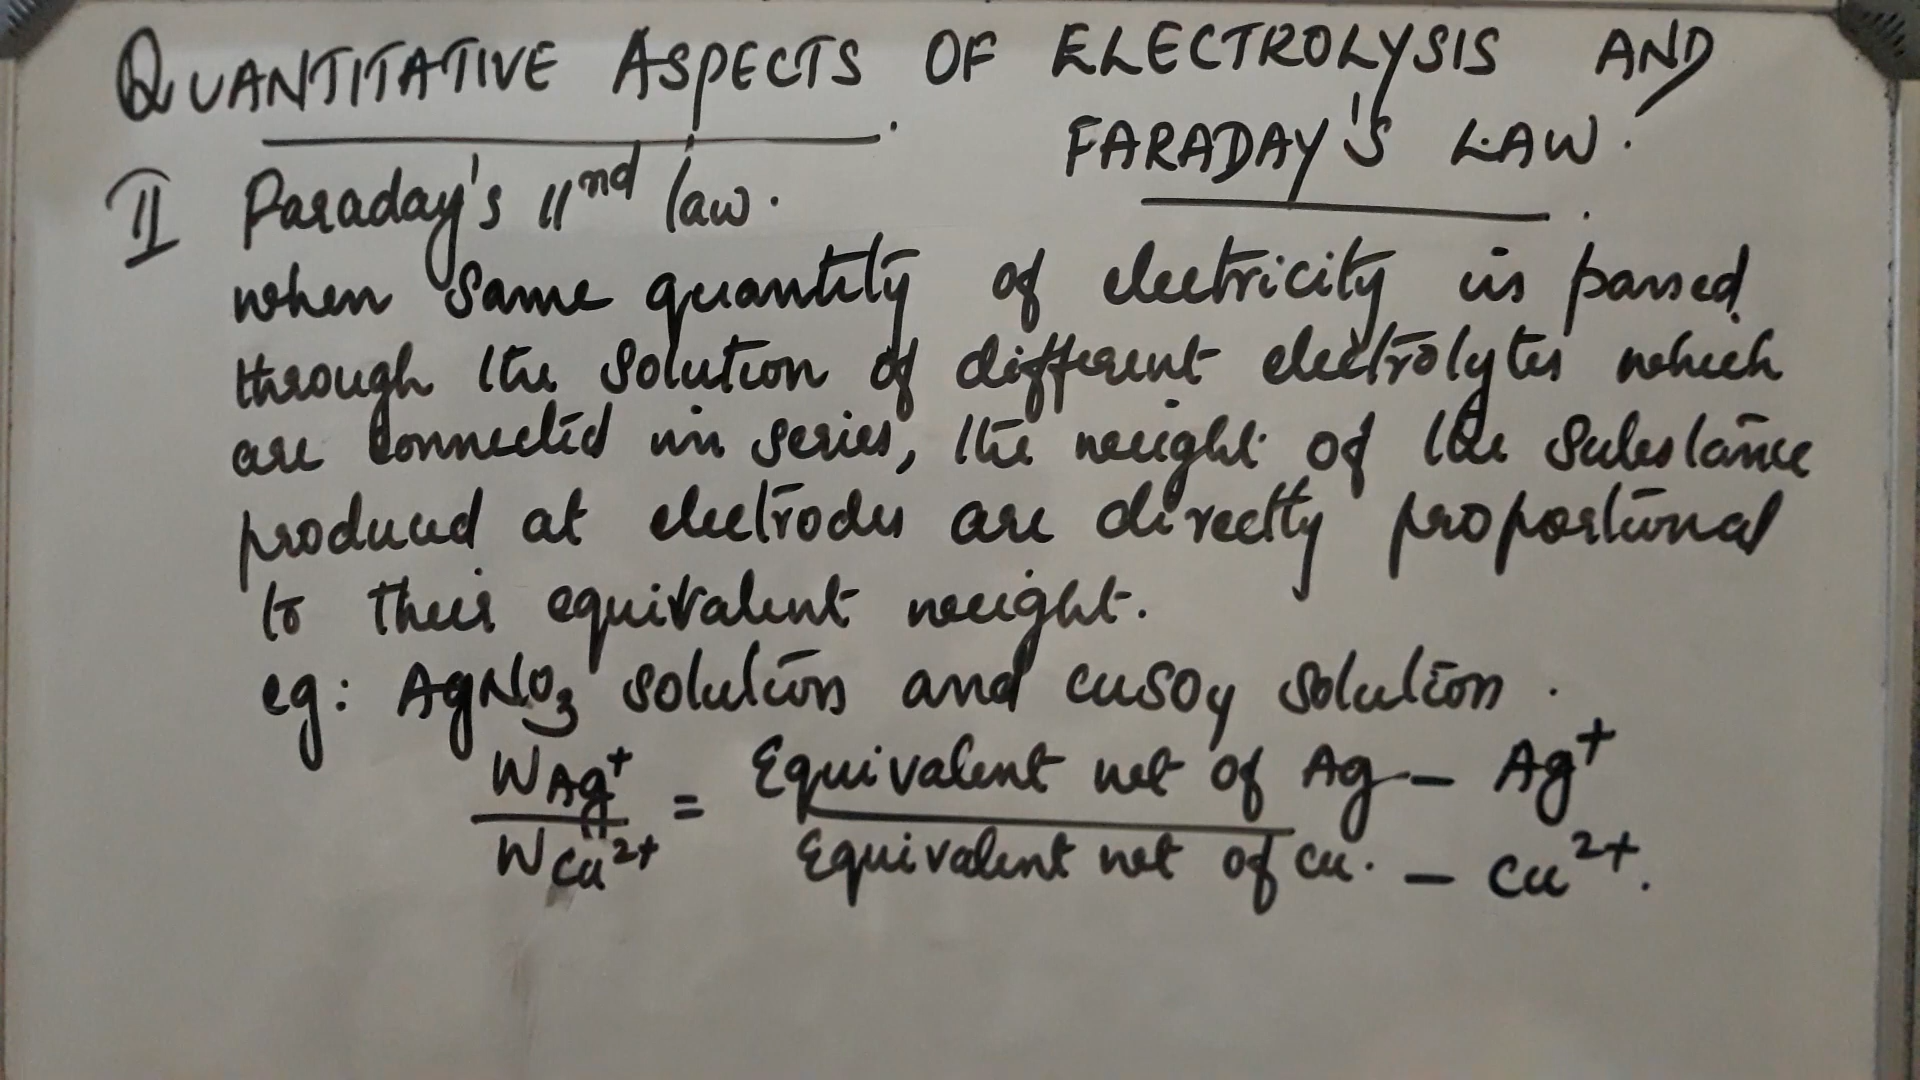 QUANTITATIVE ASPECTS OF ELECTROLYSIS AND
FARADAY'S LAW.
II Faraday's IInd law.
when same quantity of electricity is passed
through the solution of different electrolytes which
are connected in series, the weight of the substance
produced at electrodes are directly proportional
to their equivalent weight.
eg: AgNO3 solution and CuSO4 solution.
WAg+ / WCu2+ = Equivalent wt of Ag - Ag+
Equivalent wt of Cu. - Cu2+.